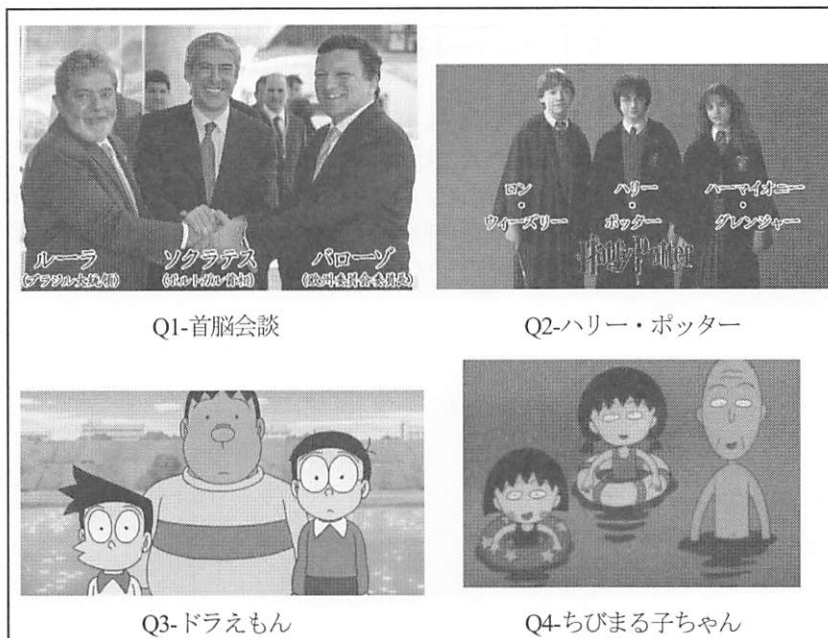 ルーラ
(ブラジル大統領)
ソクラテス
(ポルトガル首相)
バローゾ
(欧州委員会委員長)
Q1-首脳会談
ロン
・
ウィーズリー
ハリー
・
ポッター
ハーマイオニー
・
グレンジャー
Harry Potter
Q2-ハリー・ポッター
Q3-ドラえもん
Q4-ちびまる子ちゃん